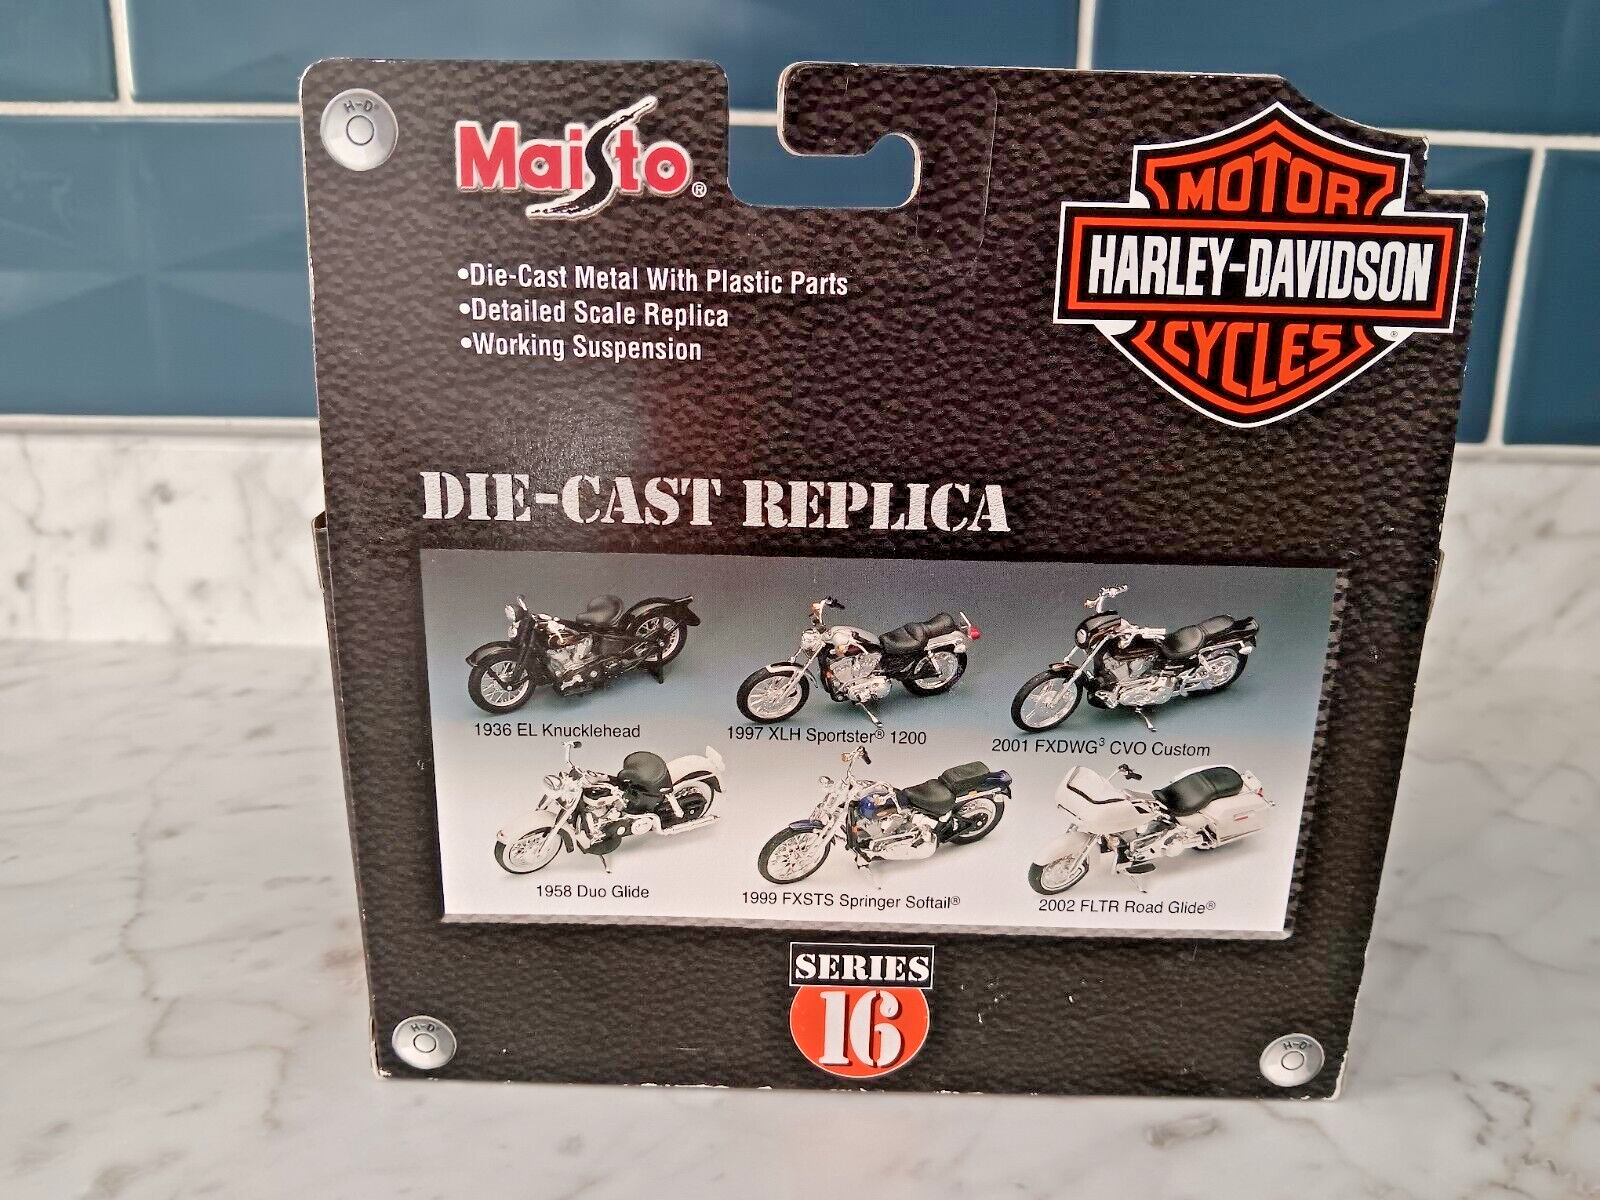 H-D®
Maisto®
MOTOR
HARLEY-DAVIDSON
CYCLES
®
•Die-Cast Metal With Plastic Parts
•Detailed Scale Replica
•Working Suspension
DIE-CAST REPLICA
1936 EL Knucklehead
1997 XLH Sportster® 1200
2001 FXDWG³ CVO Custom
1958 Duo Glide
1999 FXSTS Springer Softail®
2002 FLTR Road Glide®
SERIES
16
H-D®
H-D®